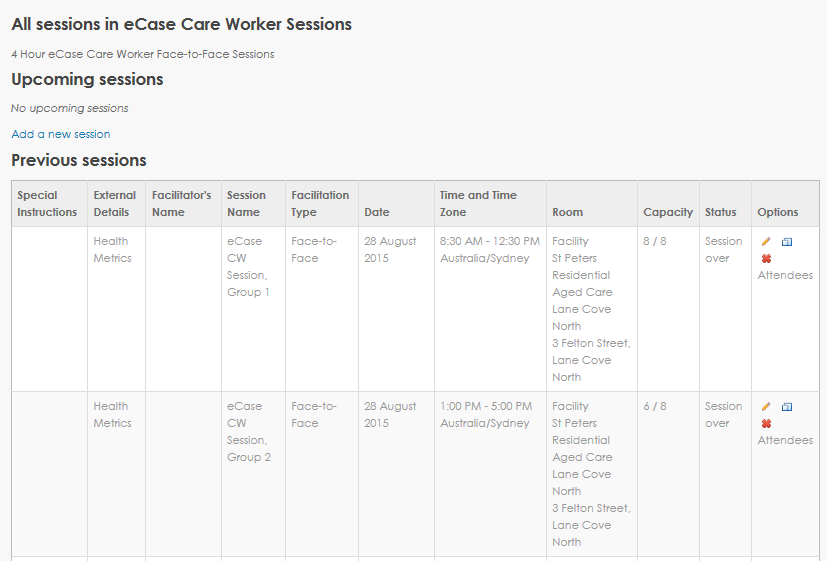 All sessions in eCase Care Worker Sessions
4 Hour eCase Care Worker Face-to-Face Sessions
Upcoming sessions
No upcoming sessions
Add a new session
Previous sessions
Special Instructions
External Details
Facilitator's Name
Session Name
Facilitation Type
Date
Time and Time Zone
Room
Capacity
Status
Options
Health
Metrics
eCase
CW
Session,
Group 1
Face-to-
Face
28 August
2015
8:30 AM - 12:30 PM
Australia/Sydney
Facility
St Peters
Residential
Aged Care
Lane Cove
North
3 Felton Street,
Lane Cove
North
8 / 8
Session
over
Attendees
Health
Metrics
eCase
CW
Session,
Group 2
Face-to-
Face
28 August
2015
1:00 PM - 5:00 PM
Australia/Sydney
Facility
St Peters
Residential
Aged Care
Lane Cove
North
3 Felton Street,
Lane Cove
North
6 / 8
Session
over
Attendees